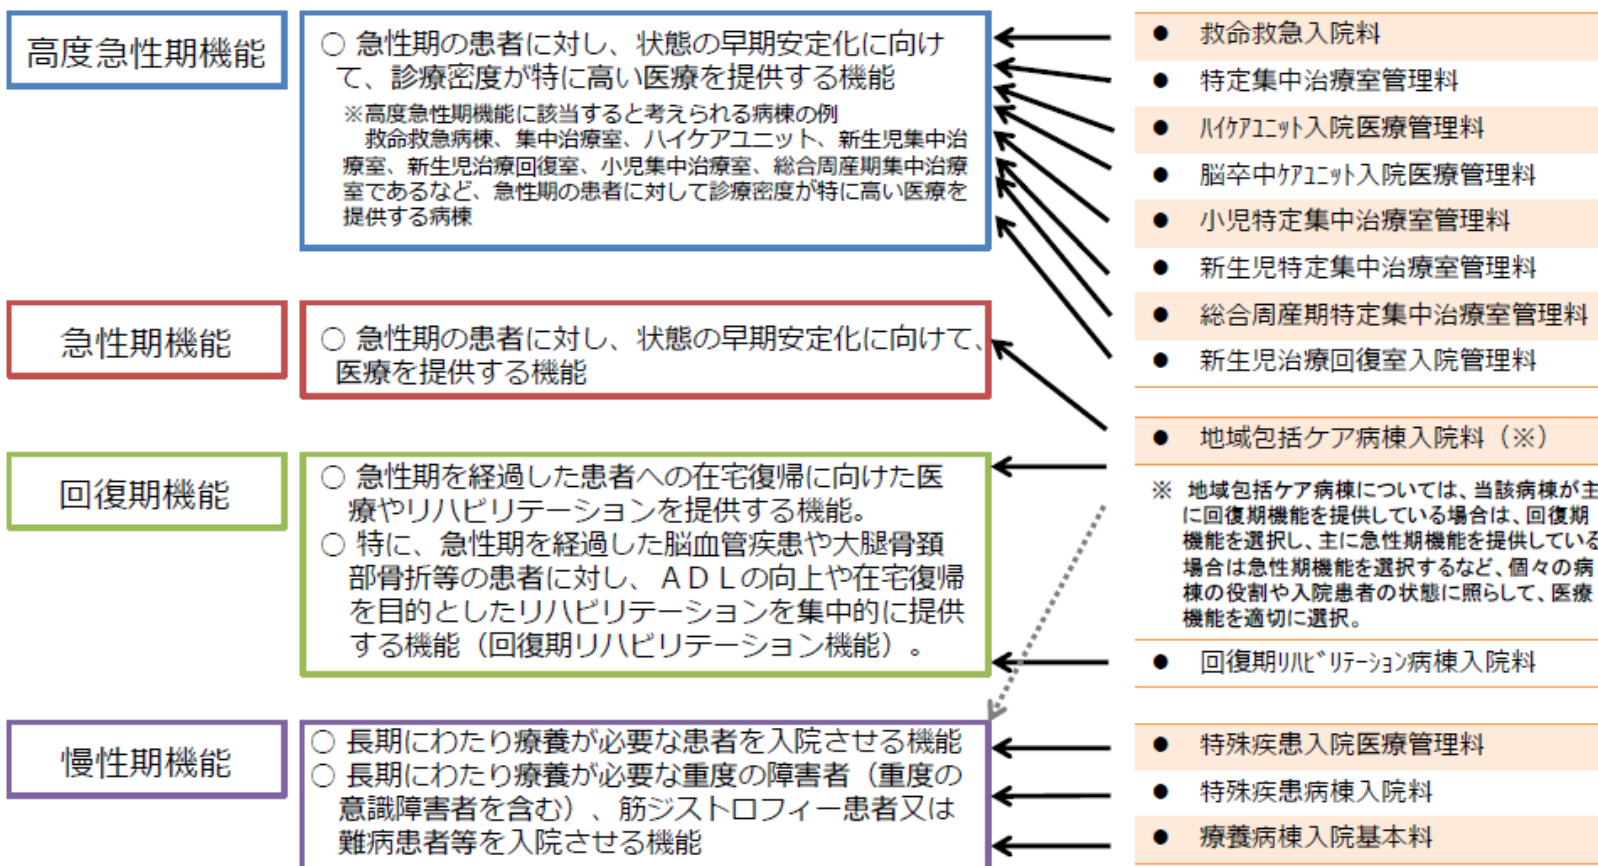 高度急性期機能
○ 急性期の患者に対し、状態の早期安定化に向け
て、診療密度が特に高い医療を提供する機能
※高度急性期機能に該当すると考えられる病棟の例
救命救急病棟、集中治療室、ハイケアユニット、新生児集中治
療室、新生児治療回復室、小児集中治療室、総合周産期集中治療
室であるなど、急性期の患者に対して診療密度が特に高い医療を
提供する病棟
急性期機能
○ 急性期の患者に対し、状態の早期安定化に向けて、
医療を提供する機能
回復期機能
○ 急性期を経過した患者への在宅復帰に向けた医
療やリハビリテーションを提供する機能。
○ 特に、急性期を経過した脳血管疾患や大腿骨頚
部骨折等の患者に対し、ＡＤＬの向上や在宅復帰
を目的としたリハビリテーションを集中的に提供
する機能（回復期リハビリテーション機能）。
慢性期機能
○ 長期にわたり療養が必要な患者を入院させる機能
○ 長期にわたり療養が必要な重度の障害者（重度の
意識障害者を含む）、筋ジストロフィー患者又は
難病患者等を入院させる機能
● 救命救急入院料
● 特定集中治療室管理料
● ﾊｲｹｱﾕﾆｯﾄ入院医療管理料
● 脳卒中ｹｱﾕﾆｯﾄ入院医療管理料
● 小児特定集中治療室管理料
● 新生児特定集中治療室管理料
● 総合周産期特定集中治療室管理料
● 新生児治療回復室入院管理料
● 地域包括ケア病棟入院料（※）
※ 地域包括ケア病棟については、当該病棟が主
に回復期機能を提供している場合は、回復期
機能を選択し、主に急性期機能を提供している
場合は急性期機能を選択するなど、個々の病
棟の役割や入院患者の状態に照らして、医療
機能を適切に選択。
● 回復期ﾘﾊﾋﾞﾘﾃｰｼｮﾝ病棟入院料
● 特殊疾患入院医療管理料
● 特殊疾患病棟入院料
● 療養病棟入院基本料